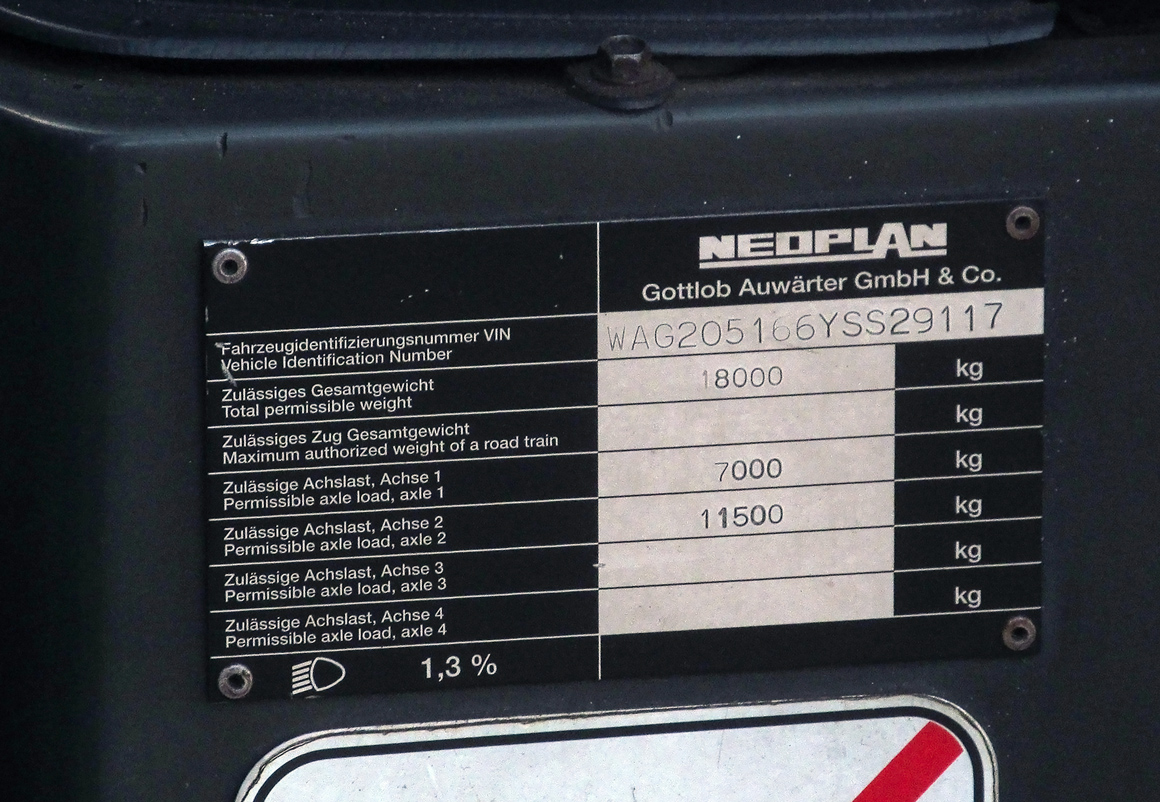 NEOPLAN
Gottlob Auwärter GmbH & Co.
Fahrzeugidentifizierungsnummer VIN
Vehicle Identification Number
WAG205166YSS29117
Zulässiges Gesamtgewicht
Total permissible weight
18000 kg
Zulässiges Zug Gesamtgewicht
Maximum authorized weight of a road train
kg
Zulässige Achslast, Achse 1
Permissible axle load, axle 1
7000 kg
Zulässige Achslast, Achse 2
Permissible axle load, axle 2
11500 kg
Zulässige Achslast, Achse 3
Permissible axle load, axle 3
kg
Zulässige Achslast, Achse 4
Permissible axle load, axle 4
kg
1,3 %